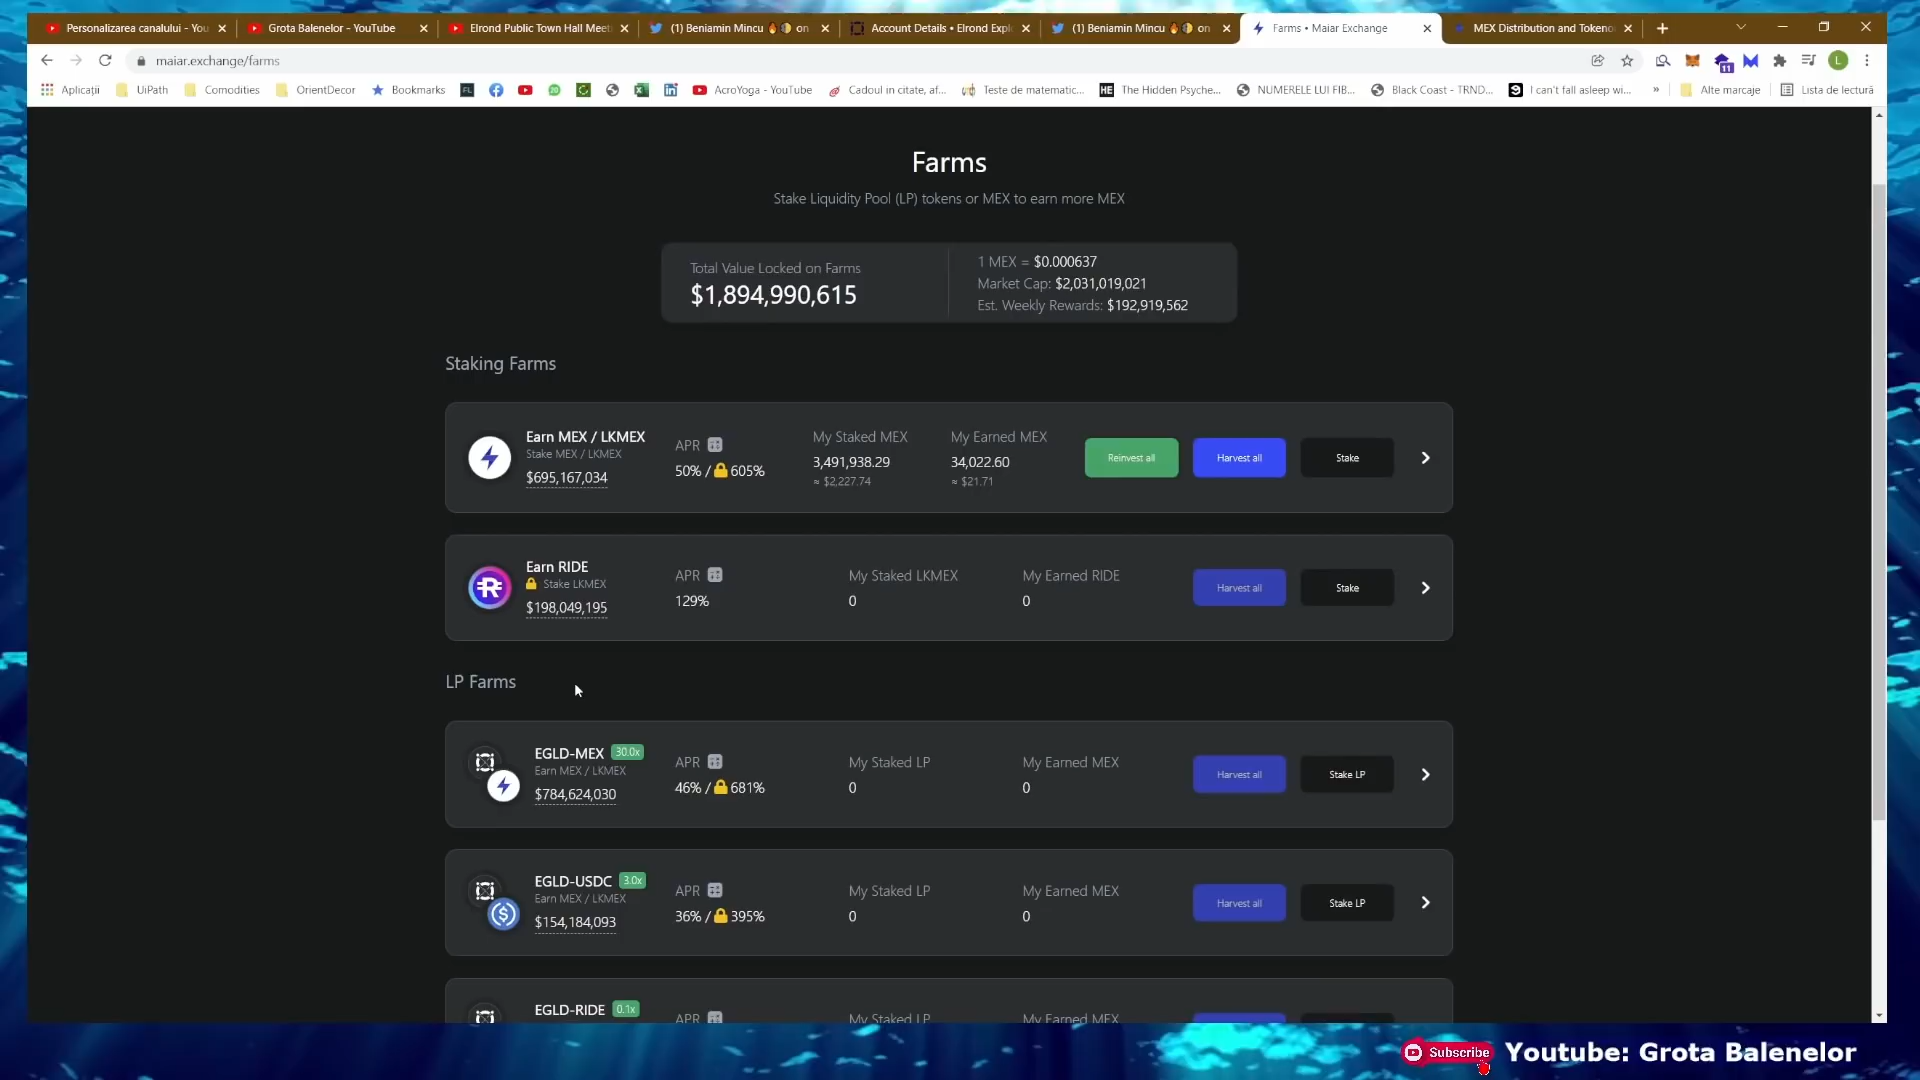 Personalizarea canalului - You
Grota Balenelor - YouTube
Elrond Public Town Hall Meeti
(1) Beniamin Mincu 🔥🌗 on
Account Details • Elrond Explo
(1) Beniamin Mincu 🔥🌗 on
Farms • Maiar Exchange
MEX Distribution and Tokeno
maiar.exchange/farms
L
Aplicații
UiPath
Comodities
OrientDecor
Bookmarks
FL
AcroYoga - YouTube
Cadoul in citate, af...
Teste de matematic...
HE
The Hidden Psyche...
NUMERELE LUI FIB...
Black Coast - TRND...
I can't fall asleep wi...
»
Alte marcaje
Lista de lectură
11
Farms
Stake Liquidity Pool (LP) tokens or MEX to earn more MEX
Total Value Locked on Farms
$1,894,990,615
1 MEX = $0.000637
Market Cap: $2,031,019,021
Est. Weekly Rewards: $192,919,562
Staking Farms
Earn MEX / LKMEX
Stake MEX / LKMEX
$695,167,034
APR
50% / 🔒605%
My Staked MEX
3,491,938.29
≈ $2,227.74
My Earned MEX
34,022.60
≈ $21.71
Reinvest all
Harvest all
Stake
Earn RIDE
🔒 Stake LKMEX
$198,049,195
APR
129%
My Staked LKMEX
0
My Earned RIDE
0
Harvest all
Stake
LP Farms
EGLD-MEX 30.0x
Earn MEX / LKMEX
$784,624,030
APR
46% / 🔒681%
My Staked LP
0
My Earned MEX
0
Harvest all
Stake LP
EGLD-USDC 3.0x
Earn MEX / LKMEX
$154,184,093
APR
36% / 🔒395%
My Staked LP
0
My Earned MEX
0
Harvest all
Stake LP
EGLD-RIDE 0.1x
APR
My Staked LP
My Earned MEX
Subscribe
Youtube: Grota Balenelor